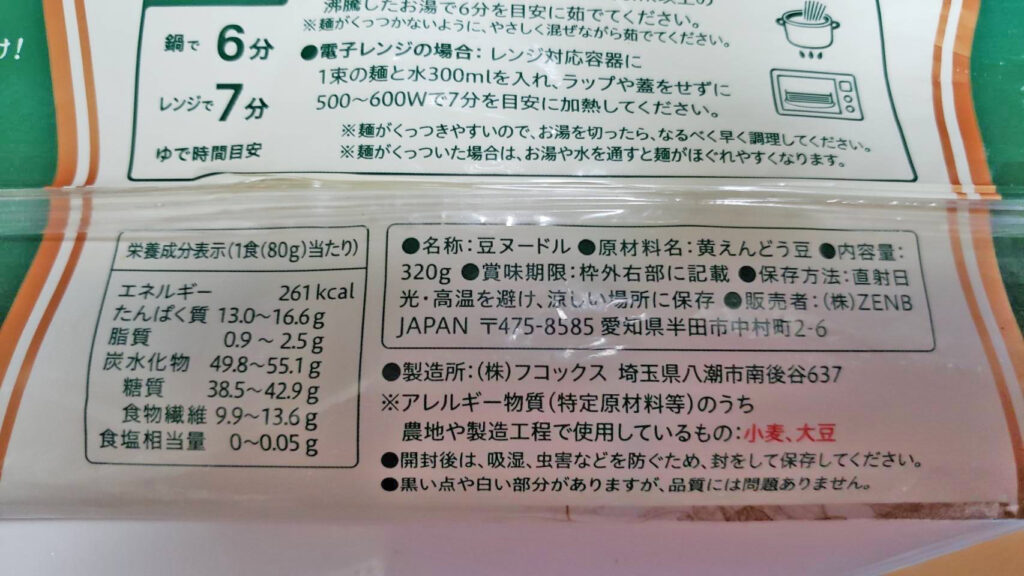 け!
沸騰したお湯で6分を目安に茹でてください。
※麺がくっつかないように、やさしく混ぜながら茹でてください。
鍋で 6分
●電子レンジの場合:レンジ対応容器に
1束の麺と水300mlを入れ、ラップや蓋をせずに
500~600Wで7分を目安に加熱してください。
レンジで7分
※麺がくっつきやすいので、お湯を切ったら、なるべく早く調理してください。
※麺がくっついた場合は、お湯や水を通すと麺がほぐれやすくなります。
ゆで時間目安
栄養成分表示(1食(80g)当たり)
エネルギー 261kcal
たんぱく質 13.0~16.6g
脂質 0.9~2.5g
炭水化物 49.8~55.1g
糖質 38.5~42.9g
食物繊維 9.9~13.6g
食塩相当量 0~0.05g
●名称:豆ヌードル ●原材料名:黄えんどう豆 ●内容量:
320g ●賞味期限:枠外右部に記載 ●保存方法:直射日
光・高温を避け、涼しい場所に保存 ●販売者:(株)ZENB
JAPAN 〒475-8585 愛知県半田市中村町2-6
●製造所:(株)フコックス 埼玉県八潮市南後谷637
※アレルギー物質(特定原材料等)のうち
農地や製造工程で使用しているもの:小麦、大豆
●開封後は、吸湿、虫害などを防ぐため、封をして保存してください。
●黒い点や白い部分がありますが、品質には問題ありません。